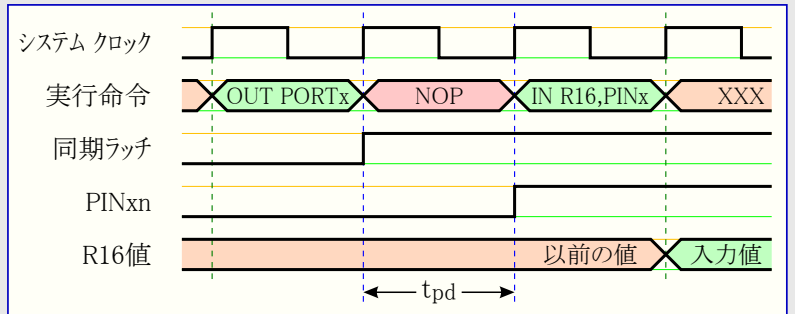 システム クロック
実行命令 OUT PORTx NOP IN R16,PINx XXX
同期ラッチ
PINxn
R16値 以前の値 入力値
tpd